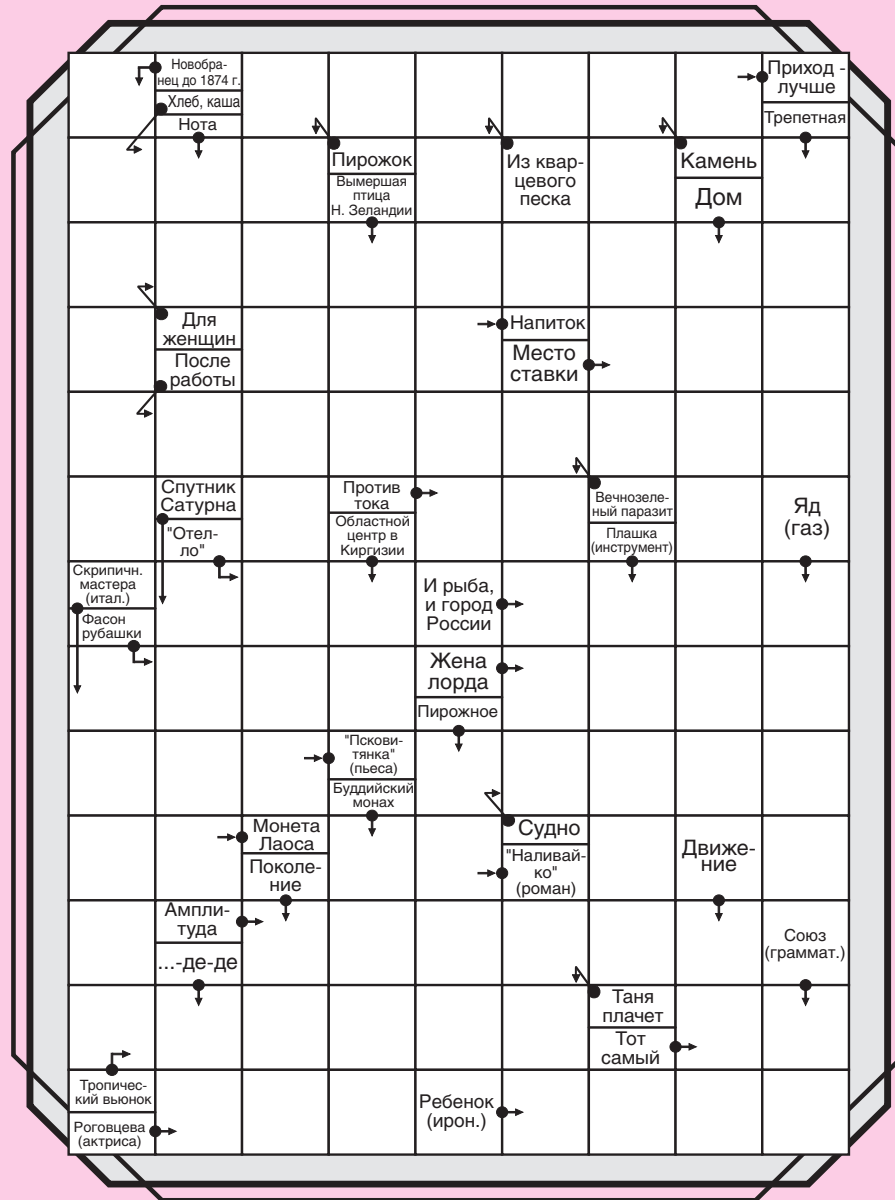 Новобра-
нец до 1874 г.
Хлеб, каша
Нота
Приход -
лучше
Трепетная
Пирожок
Вымершая
птица
Н. Зеландии
Из квар-
цевого
песка
Камень
Дом
Для
женщин
После
работы
Напиток
Место
ставки
Спутник
Сатурна
"Отел-
ло"
Против
тока
Областной
центр в
Киргизии
Вечнозеле-
ный паразит
Плашка
(инструмент)
Яд
(газ)
Скрипичн.
мастера
(итал.)
Фасон
рубашки
И рыба,
и город
России
Жена
лорда
Пирожное
"Пскови-
тянка"
(пьеса)
Буддийский
монах
Монета
Лаоса
Поколе-
ние
Судно
"Наливай-
ко"
(роман)
Движе-
ние
Ампли-
туда
...-де-де
Союз
(граммат.)
Таня
плачет
Тот
самый
Тропичес-
кий вьюнок
Роговцева
(актриса)
Ребенок
(ирон.)